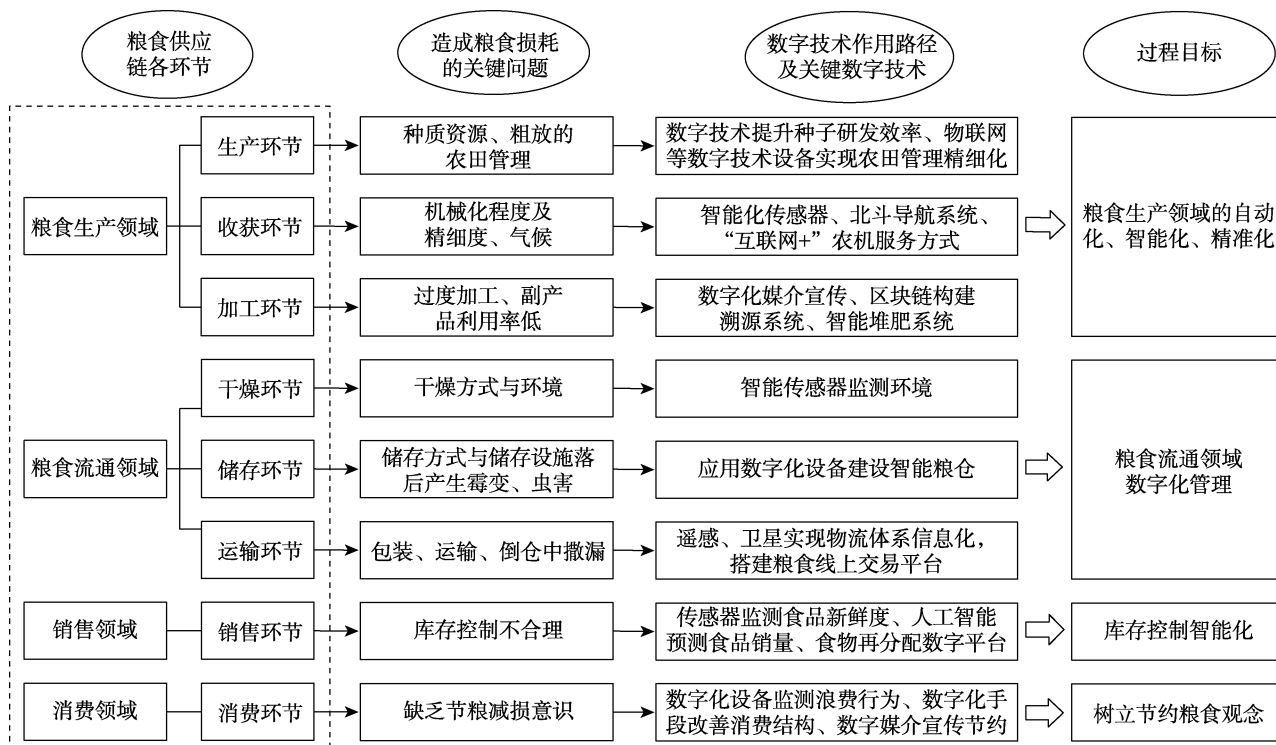 粮食供应
链各环节
造成粮食损耗
的关键问题
数字技术作用路径
及关键数字技术
过程目标
粮食生产领域
生产环节
种质资源、粗放的
农田管理
数字技术提升种子研发效率、物联网
等数字技术设备实现农田管理精细化
收获环节
机械化程度及
精细度、气候
智能化传感器、北斗导航系统、
“互联网+”农机服务方式
加工环节
过度加工、副产
品利用率低
数字化媒介宣传、区块链构建
溯源系统、智能堆肥系统
粮食生产领域的自动
化、智能化、精准化
粮食流通领域
干燥环节
干燥方式与环境
智能传感器监测环境
储存环节
储存方式与储存设施落
后产生霉变、虫害
应用数字化设备建设智能粮仓
运输环节
包装、运输、倒仓中撒漏
遥感、卫星实现物流体系信息化，
搭建粮食线上交易平台
粮食流通领域
数字化管理
销售领域
销售环节
库存控制不合理
传感器监测食品新鲜度、人工智能
预测食品销量、食物再分配数字平台
库存控制智能化
消费领域
消费环节
缺乏节粮减损意识
数字化设备监测浪费行为、数字化手
段改善消费结构、数字媒介宣传节约
树立节约粮食观念